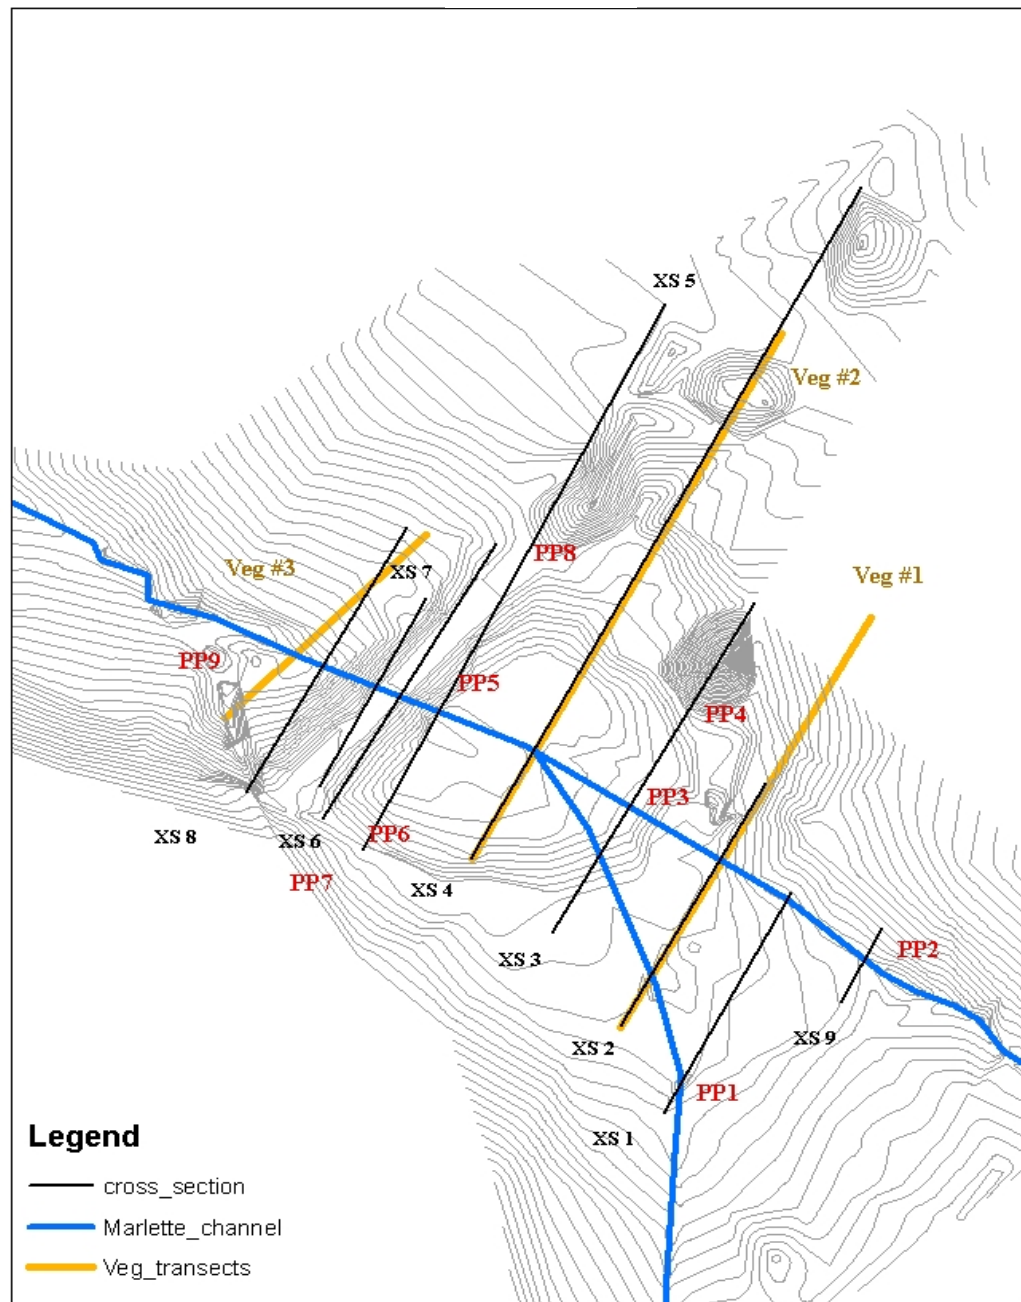 XS 5
Veg #2
PP8
Veg #3
XS 7
Veg #1
PP9
PP5
PP4
PP3
XS 8
XS 6
PP6
PP7
XS 4
XS 3
PP2
XS 2
XS 9
PP1
XS 1
Legend
cross_section
Marlette_channel
Veg_transects